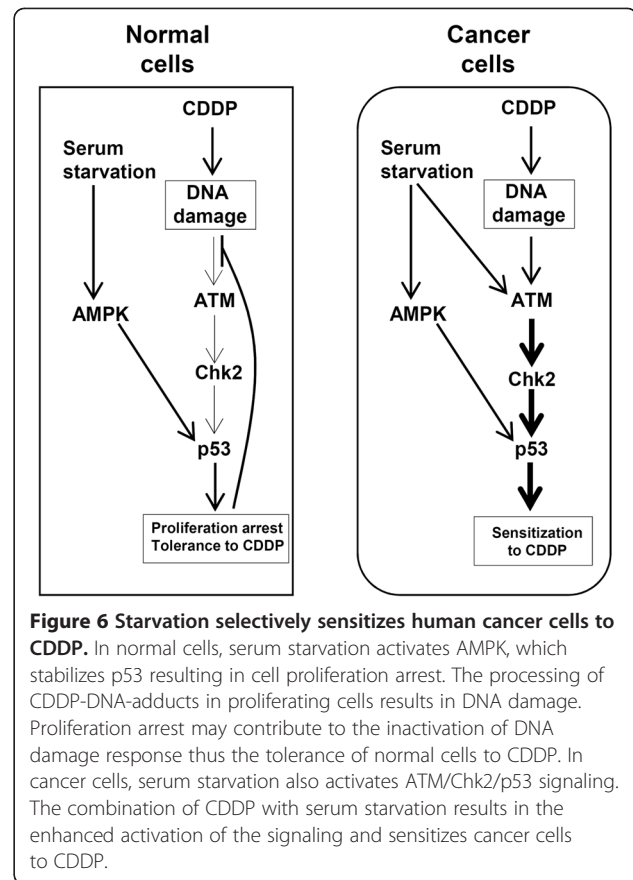 Normal
cells
Cancer
cells
CDDP
Serum
starvation
DNA
damage
ATM
AMPK
Chk2
p53
Proliferation arrest
Tolerance to CDDP
CDDP
Serum
starvation
DNA
damage
ATM
AMPK
Chk2
p53
Sensitization
to CDDP
Figure 6 Starvation selectively sensitizes human cancer cells to
CDDP. In normal cells, serum starvation activates AMPK, which
stabilizes p53 resulting in cell proliferation arrest. The processing of
CDDP-DNA-adducts in proliferating cells results in DNA damage.
Proliferation arrest may contribute to the inactivation of DNA
damage response thus the tolerance of normal cells to CDDP. In
cancer cells, serum starvation also activates ATM/Chk2/p53 signaling.
The combination of CDDP with serum starvation results in the
enhanced activation of the signaling and sensitizes cancer cells
to CDDP.